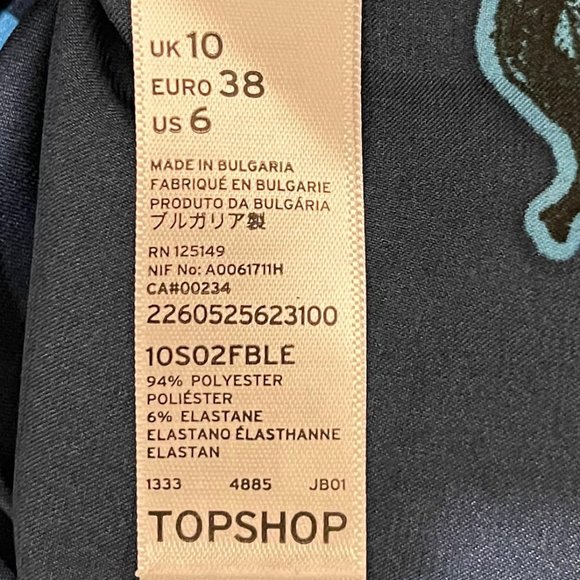 UK 10
EURO 38
US 6
MADE IN BULGARIA
FABRIQUÉ EN BULGARIE
PRODUTO DA BULGÁRIA
ブルガリア製
RN 125149
NIF No: A0061711H
CA#00234
2260525623100
10S02FBLE
94% POLYESTER
POLIÉSTER
6% ELASTANE
ELASTANO ÉLASTHANNE
ELASTAN
1333 4885 JB01
TOPSHOP